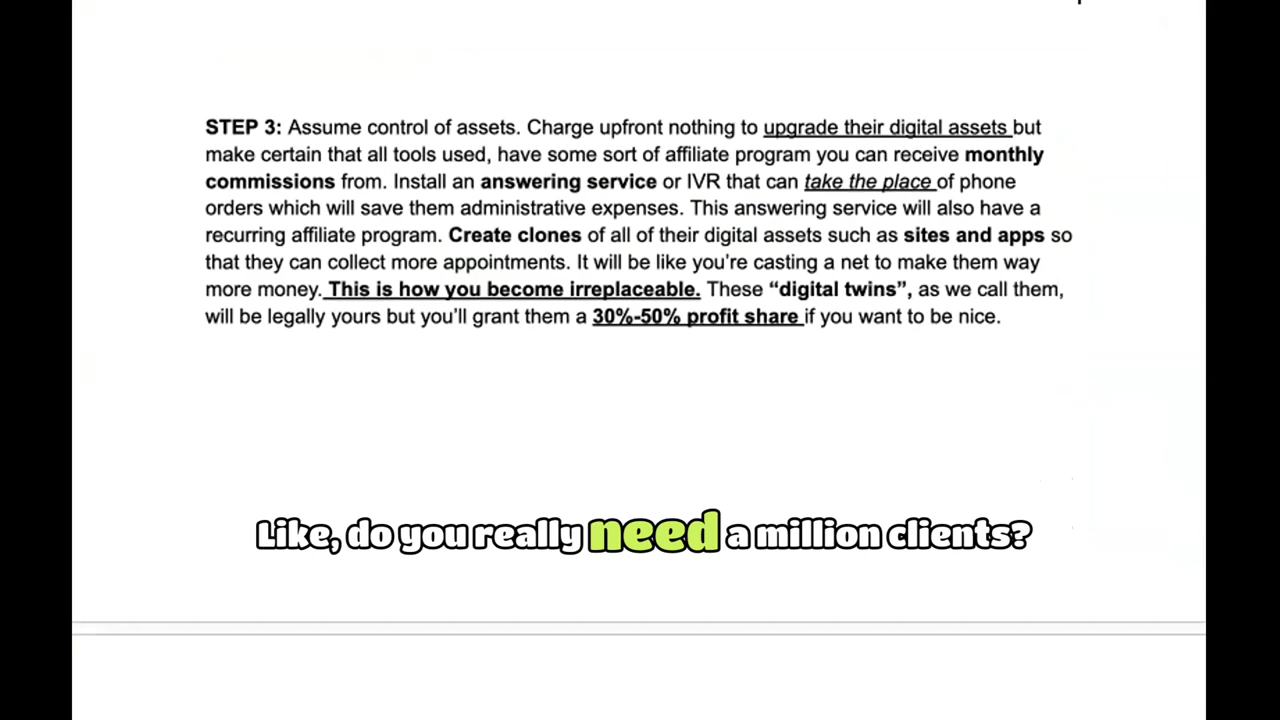 STEP 3: Assume control of assets. Charge upfront nothing to upgrade their digital assets but
make certain that all tools used, have some sort of affiliate program you can receive monthly
commissions from. Install an answering service or IVR that can take the place of phone
orders which will save them administrative expenses. This answering service will also have a
recurring affiliate program. Create clones of all of their digital assets such as sites and apps so
that they can collect more appointments. It will be like you’re casting a net to make them way
more money. This is how you become irreplaceable. These “digital twins”, as we call them,
will be legally yours but you’ll grant them a 30%-50% profit share if you want to be nice.
Like, do you really need a million clients?